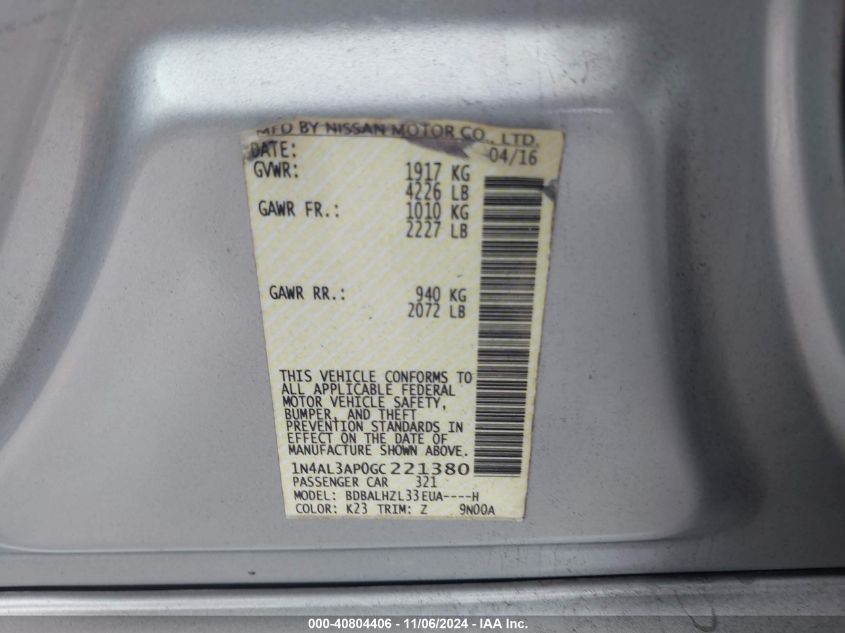 MFD BY NISSAN MOTOR CO., LTD.
DATE: 04/16
GVWR: 1917 KG
4226 LB
GAWR FR.: 1010 KG
2227 LB
GAWR RR.: 940 KG
2072 LB
THIS VEHICLE CONFORMS TO
ALL APPLICABLE FEDERAL
MOTOR VEHICLE SAFETY,
BUMPER, AND THEFT
PREVENTION STANDARDS IN
EFFECT ON THE DATE OF
MANUFACTURE SHOWN ABOVE.
1N4AL3AP0GC221380
PASSENGER CAR 321
MODEL: BDBALHZL33EUA----H
COLOR: K23 TRIM: Z 9N00A
000-40804406 - 11/06/2024 - IAA Inc.